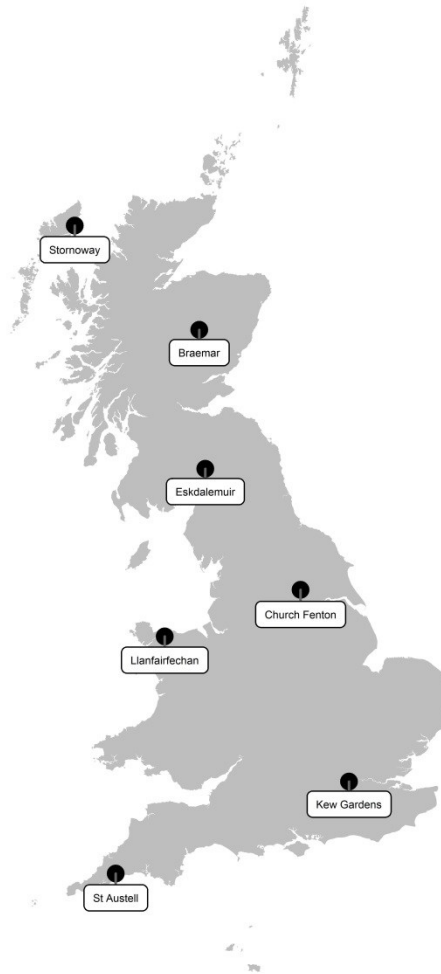 Stornoway
Braemar
Eskdalemuir
Church Fenton
Llanfairfechan
Kew Gardens
St Austell